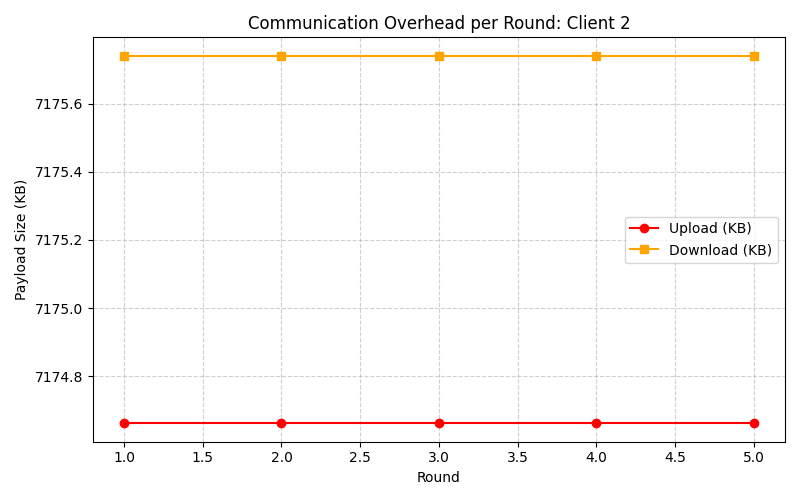 Communication Overhead per Round: Client 2
Payload Size (KB)
7175.6
7175.4
7175.2
7175.0
7174.8
Upload (KB)
Download (KB)
1.0 1.5 2.0 2.5 3.0 3.5 4.0 4.5 5.0
Round